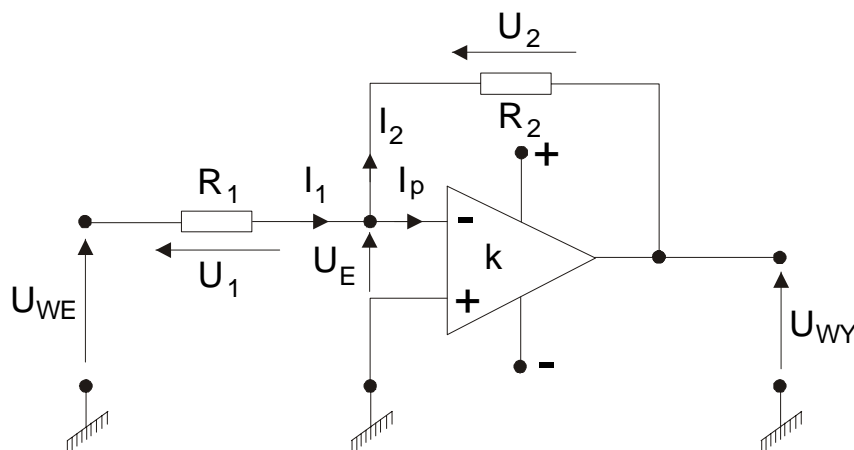 U2
R2
I2
+
R1
I1
Ip
-
k
U1
UE
+
UWE
UWY
-